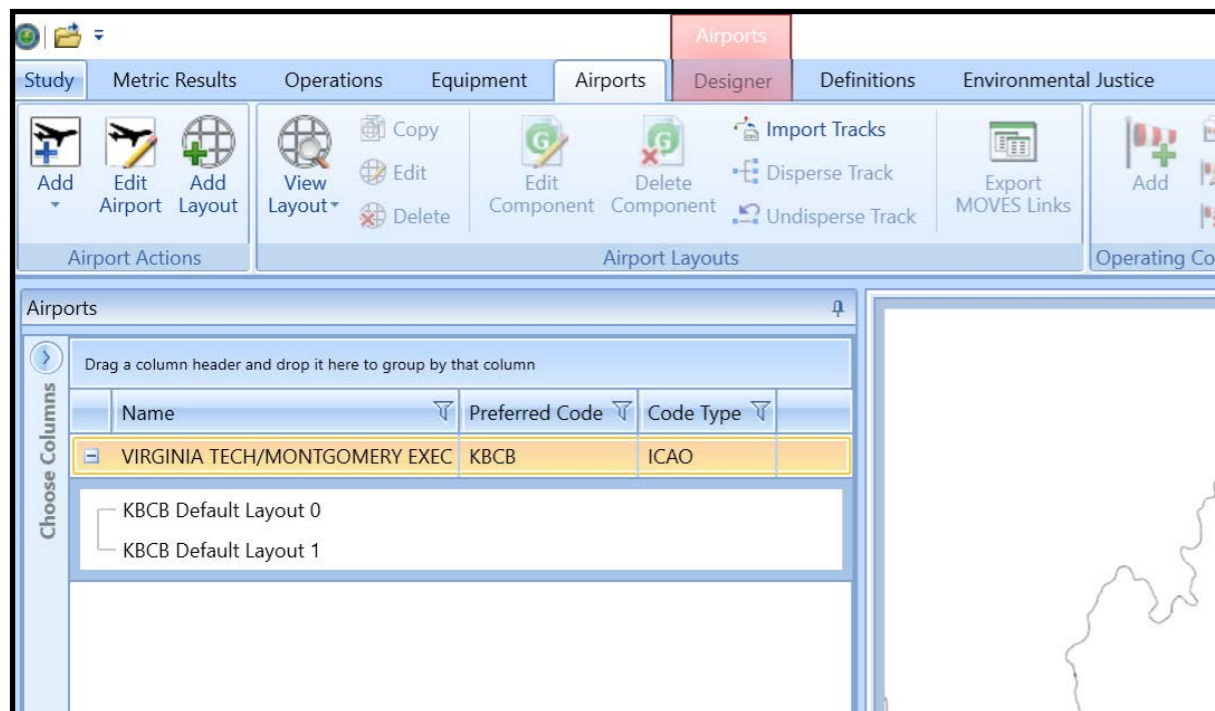 Airports
Study Metric Results Operations Equipment Airports Designer Definitions Environmental Justice
Add
Edit Airport
Add Layout
View Layout
Copy
Edit
Delete
Edit Component
Delete Component
Import Tracks
Disperse Track
Undisperse Track
Export MOVES Links
Add
Airport Actions
Airport Layouts
Operating Co
Airports
Choose Columns
Drag a column header and drop it here to group by that column
Name Preferred Code Code Type
VIRGINIA TECH/MONTGOMERY EXEC KBCB ICAO
KBCB Default Layout 0
KBCB Default Layout 1